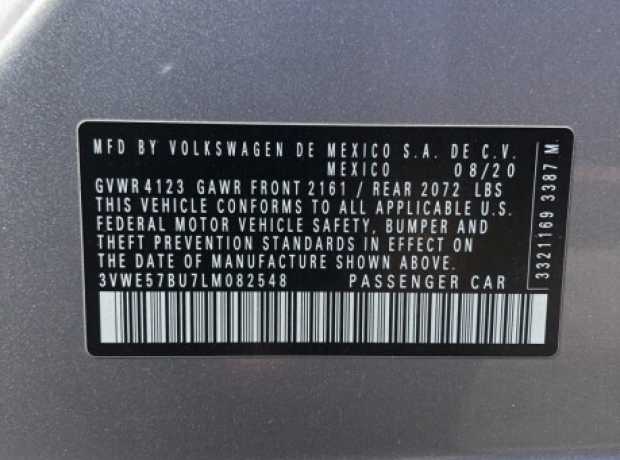 MFD BY VOLKSWAGEN DE MEXICO S.A. DE C.V.
MEXICO 08/20
GVWR 4123 GAWR FRONT 2161 / REAR 2072 LBS
THIS VEHICLE CONFORMS TO ALL APPLICABLE U.S.
FEDERAL MOTOR VEHICLE SAFETY, BUMPER AND
THEFT PREVENTION STANDARDS IN EFFECT ON
THE DATE OF MANUFACTURE SHOWN ABOVE.
3VWE57BU7LM082548 PASSENGER CAR
3321169 3387 M